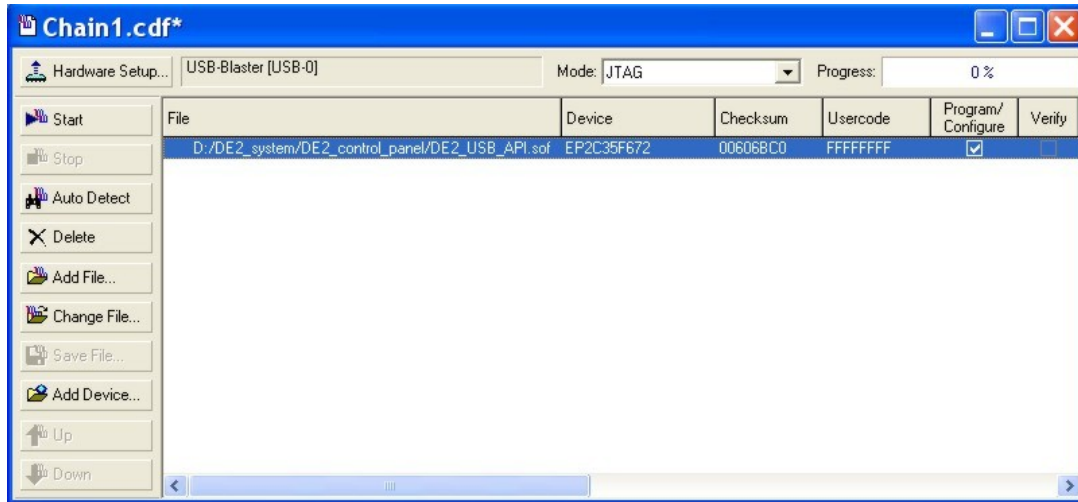 Chain1.cdf*
Hardware Setup... USB-Blaster [USB-0] Mode: JTAG Progress: 0 %
Start
Stop
Auto Detect
Delete
Add File...
Change File...
Save File...
Add Device...
Up
Down
File Device Checksum Usercode Program/
Configure Verify
D:/DE2_system/DE2_control_panel/DE2_USB_API.sof EP2C35F672 00606BC0 FFFFFFFF